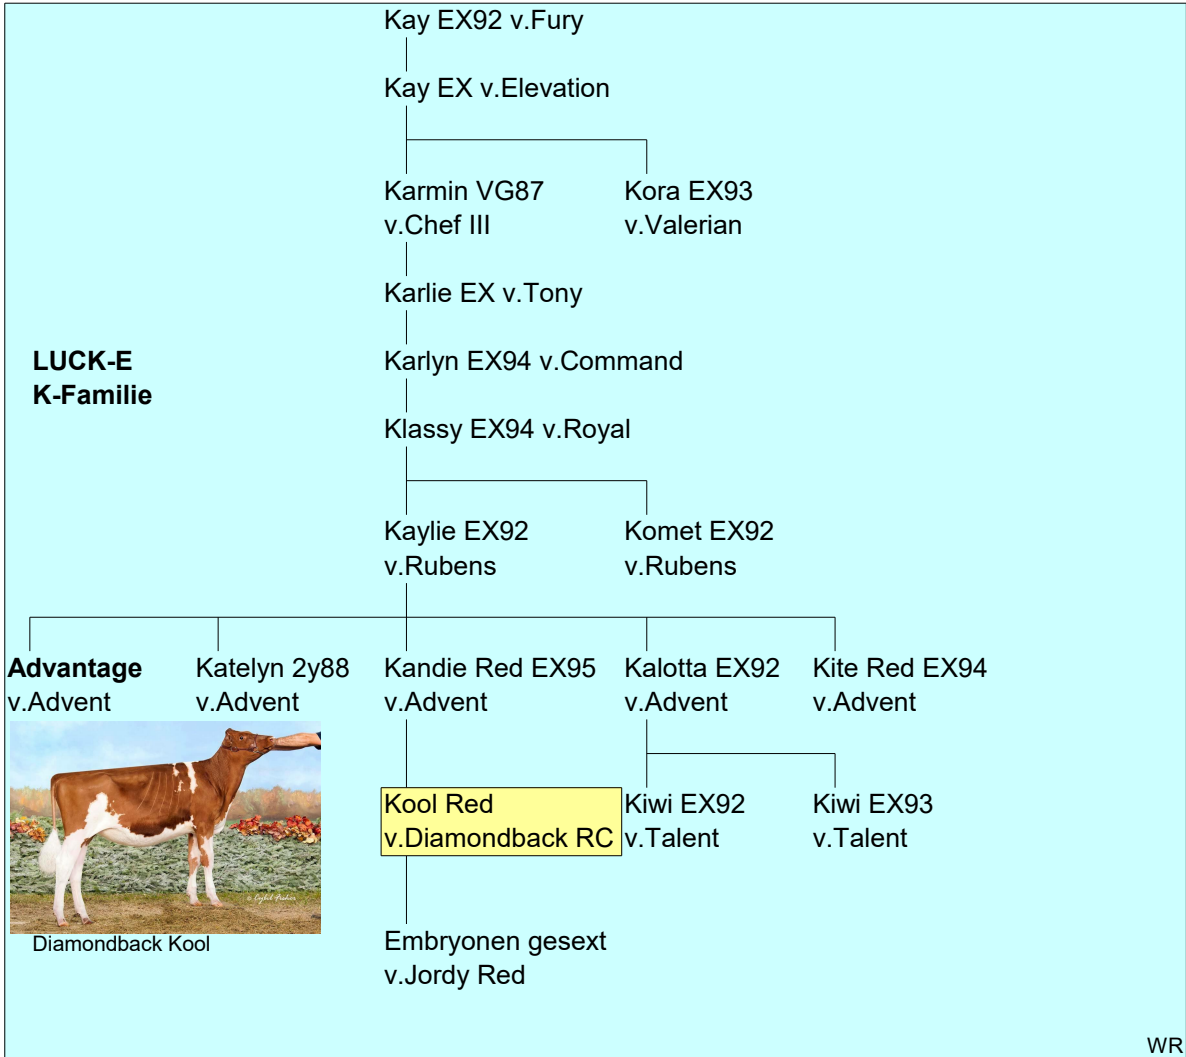 Kay EX92 v.Fury
Kay EX v.Elevation
Karmin VG87
v.Chef III
Kora EX93
v.Valerian
Karlie EX v.Tony
LUCK-E
K-Familie
Karlyn EX94 v.Command
Klassy EX94 v.Royal
Kaylie EX92
v.Rubens
Komet EX92
v.Rubens
Advantage
v.Advent
Katelyn 2y88
v.Advent
Kandie Red EX95
v.Advent
Kalotta EX92
v.Advent
Kite Red EX94
v.Advent
Kool Red
v.Diamondback RC
Kiwi EX92
v.Talent
Kiwi EX93
v.Talent
Diamondback Kool
Embryonen gesext
v.Jordy Red
WR